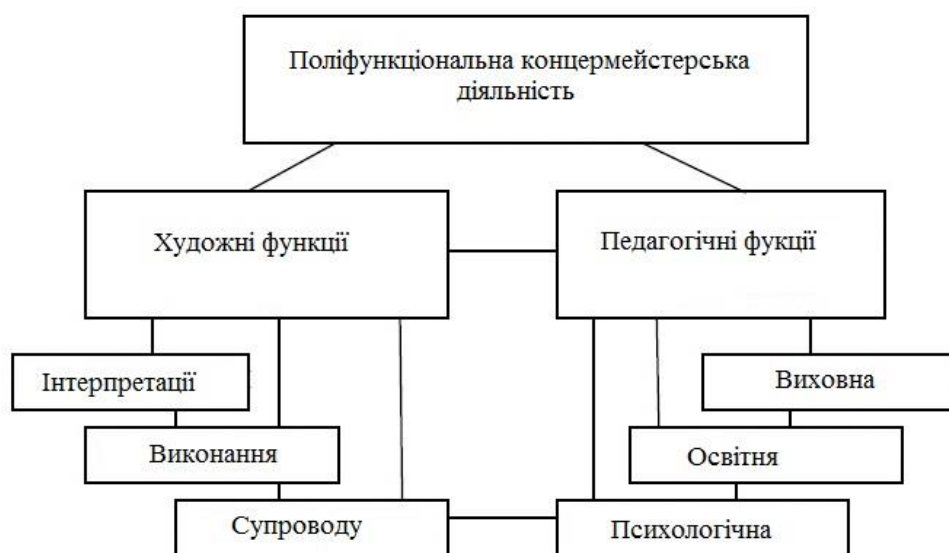 Поліфункціональна концермейстерська
діяльність
Художні функції
Педагогічні фукції
Інтерпретації
Виховна
Виконання
Освітня
Супроводу
Психологічна